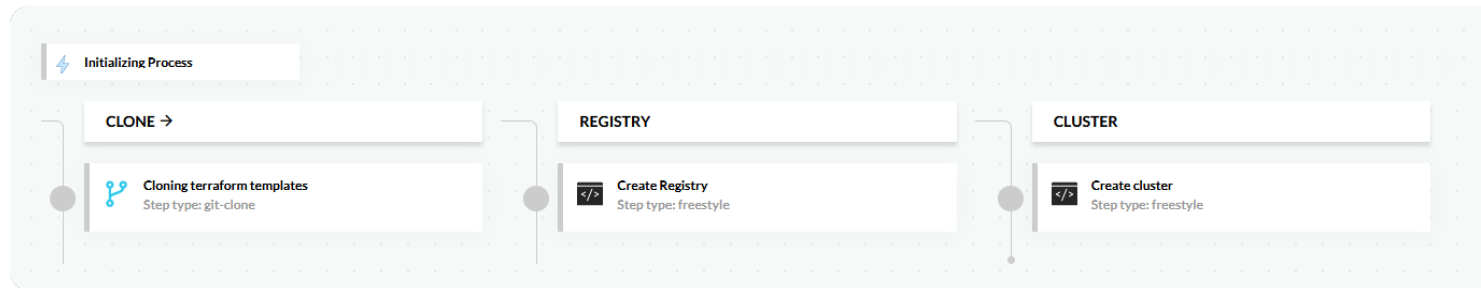 Initializing Process
CLONE →
Cloning terraform templates
Step type: git-clone
REGISTRY
</>
Create Registry
Step type: freestyle
CLUSTER
</>
Create cluster
Step type: freestyle